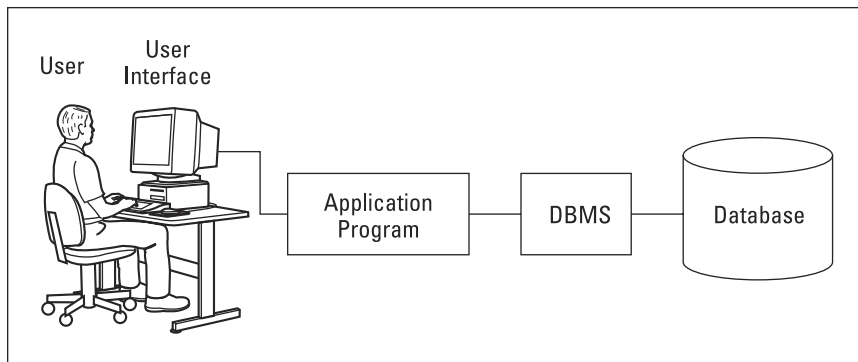 User
User
Interface
Application
Program
DBMS
Database